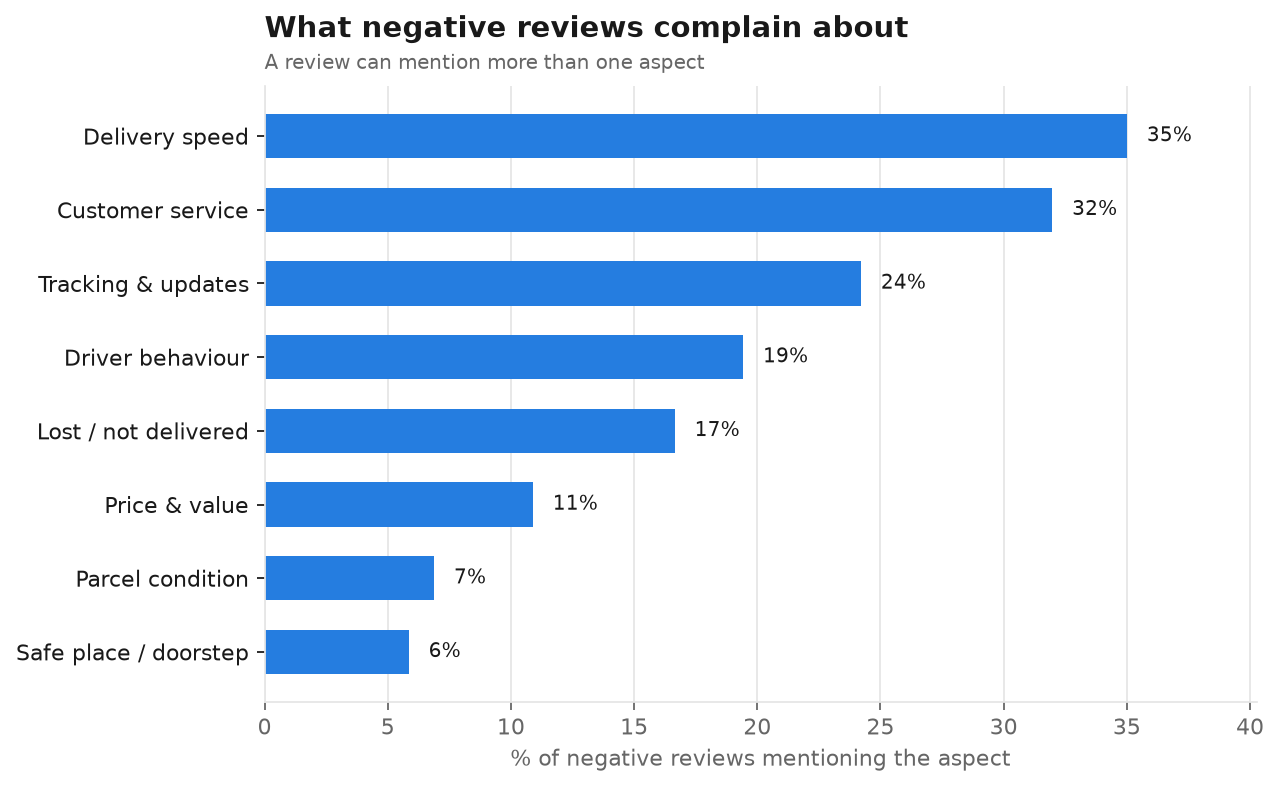 What negative reviews complain about
A review can mention more than one aspect
Delivery speed 35%
Customer service 32%
Tracking & updates 24%
Driver behaviour 19%
Lost / not delivered 17%
Price & value 11%
Parcel condition 7%
Safe place / doorstep 6%
0 5 10 15 20 25 30 35 40
% of negative reviews mentioning the aspect